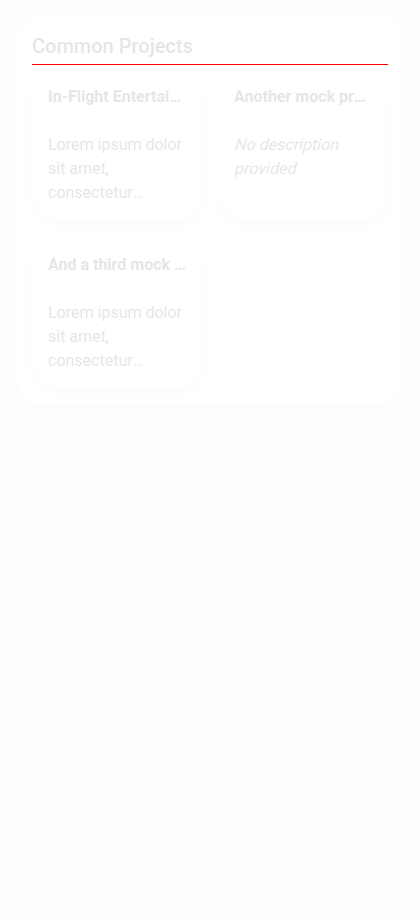 Common Projects
In-Flight Entertai...
Another mock pr...
Lorem ipsum dolor
sit amet,
consectetur...
No description
provided
And a third mock ...
Lorem ipsum dolor
sit amet,
consectetur...